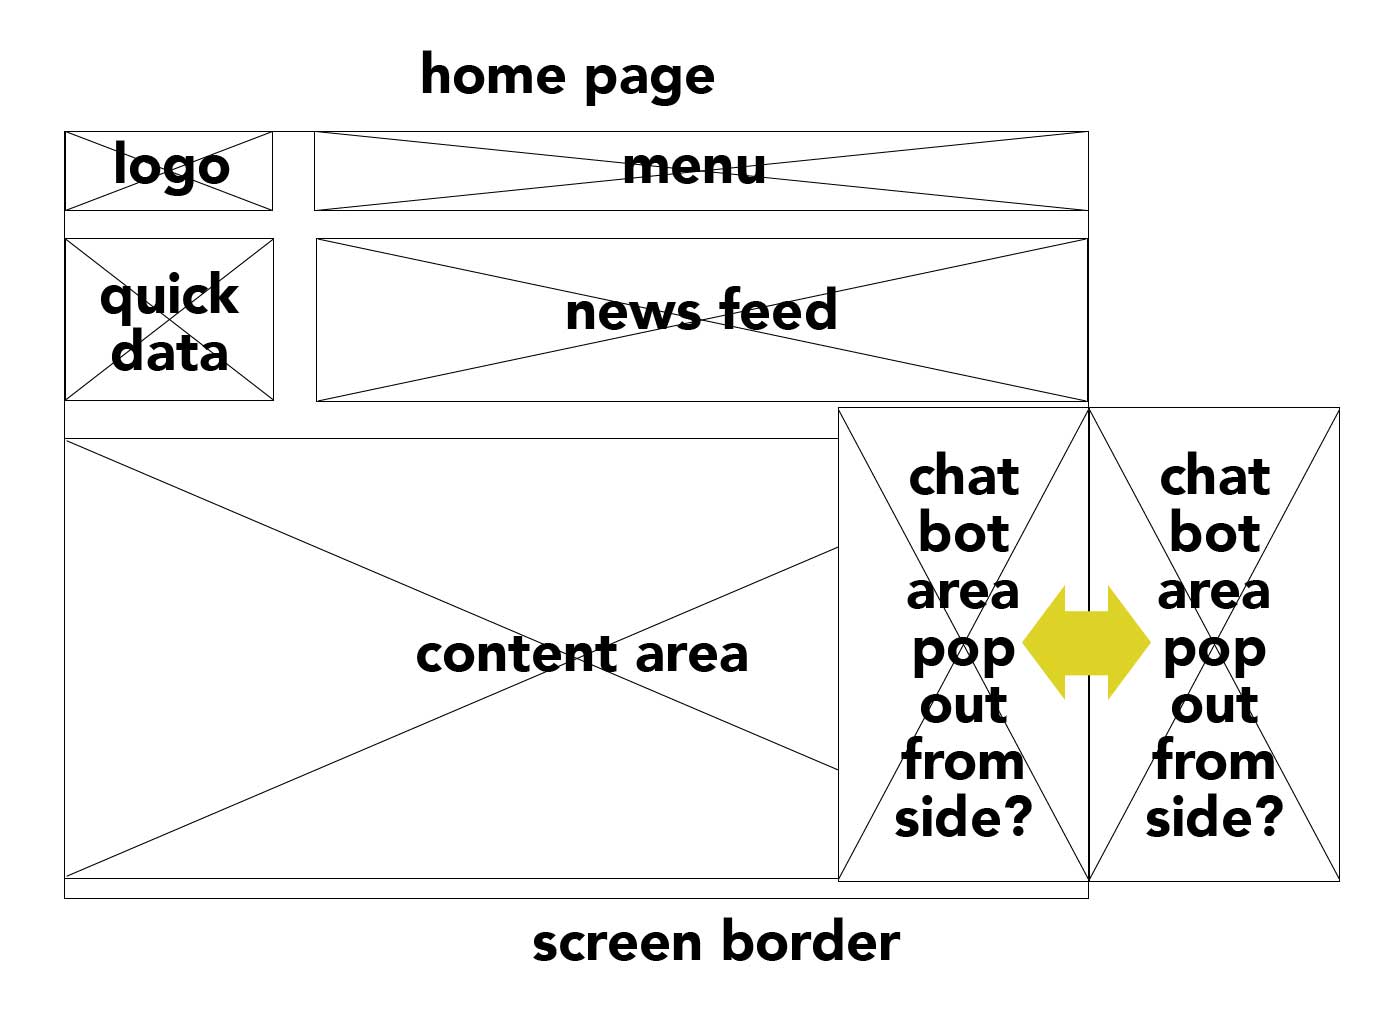 home page
logo
menu
quick
data
news feed
content area
chat
bot
area
pop
out
from
side?
chat
bot
area
pop
out
from
side?
screen border